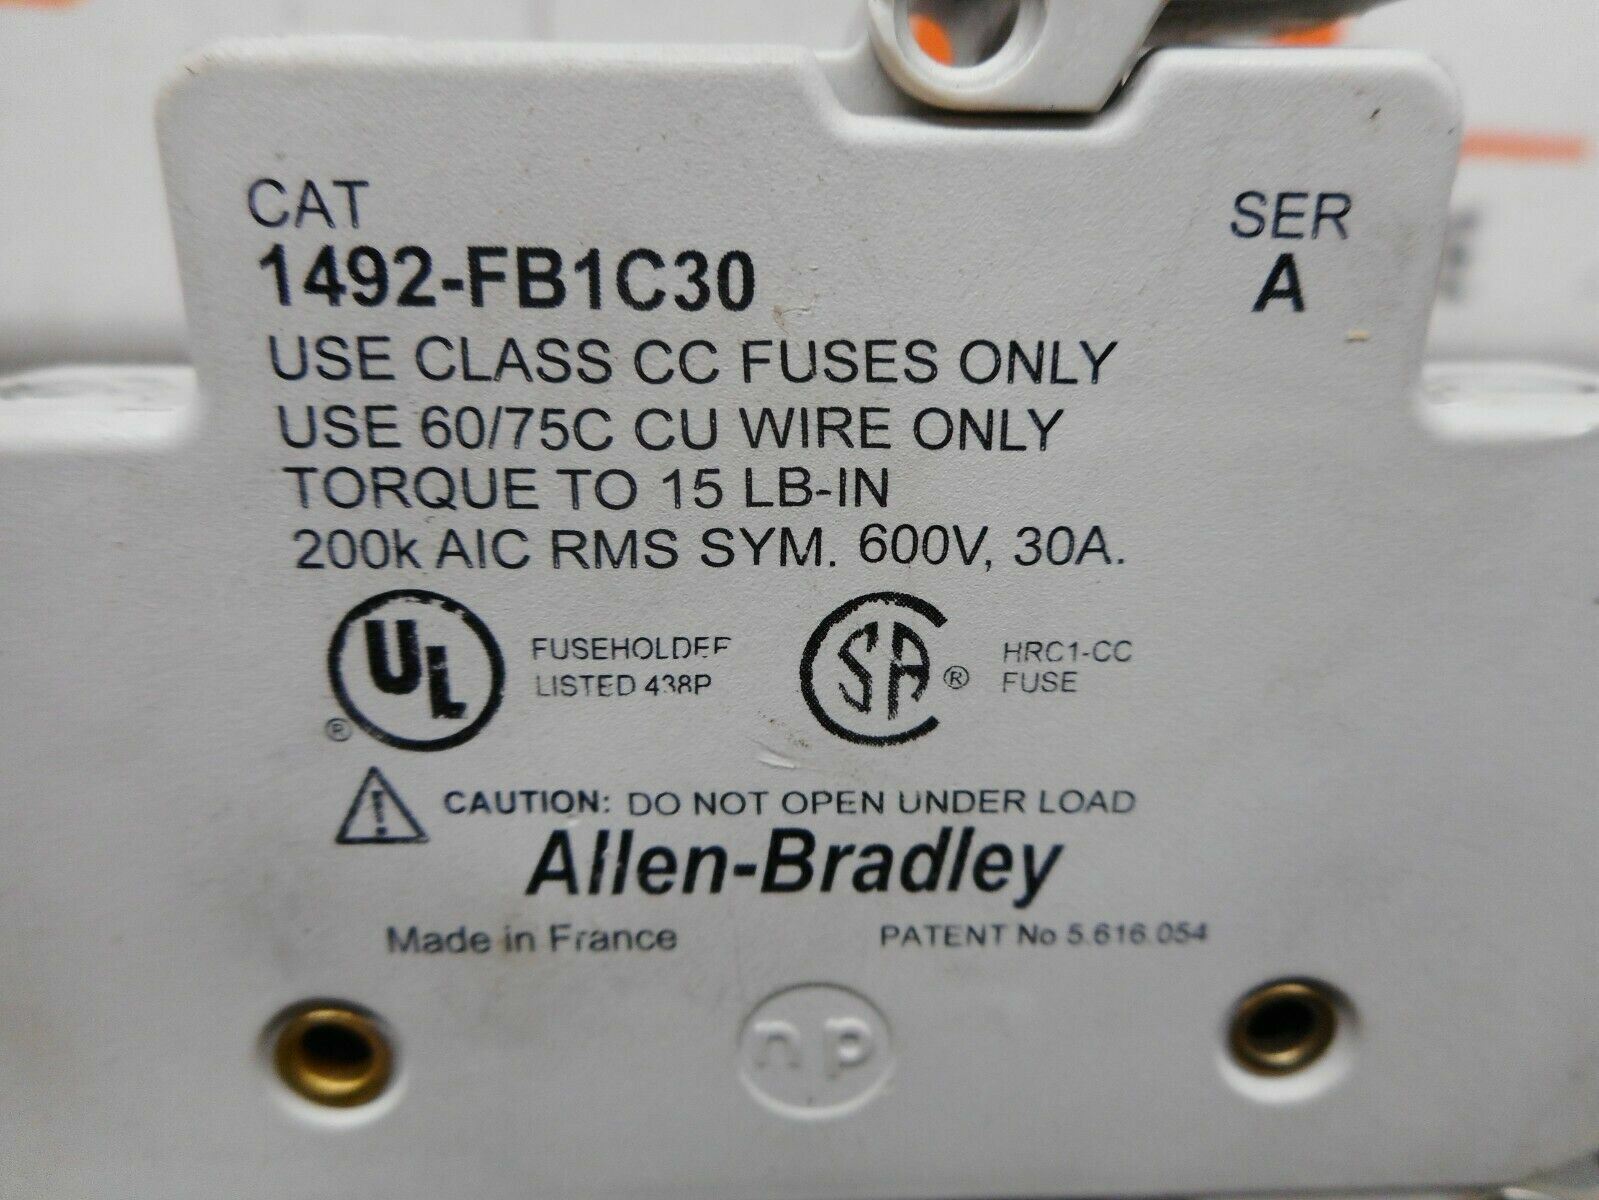 CAT
SER
1492-FB1C30
A
USE CLASS CC FUSES ONLY
USE 60/75C CU WIRE ONLY
TORQUE TO 15 LB-IN
200k AIC RMS SYM. 600V, 30A.
UL
®
FUSEHOLDER
LISTED 438P
SA
®
HRC1-CC
FUSE
CAUTION: DO NOT OPEN UNDER LOAD
Allen-Bradley
Made in France
PATENT No 5.616.054
np